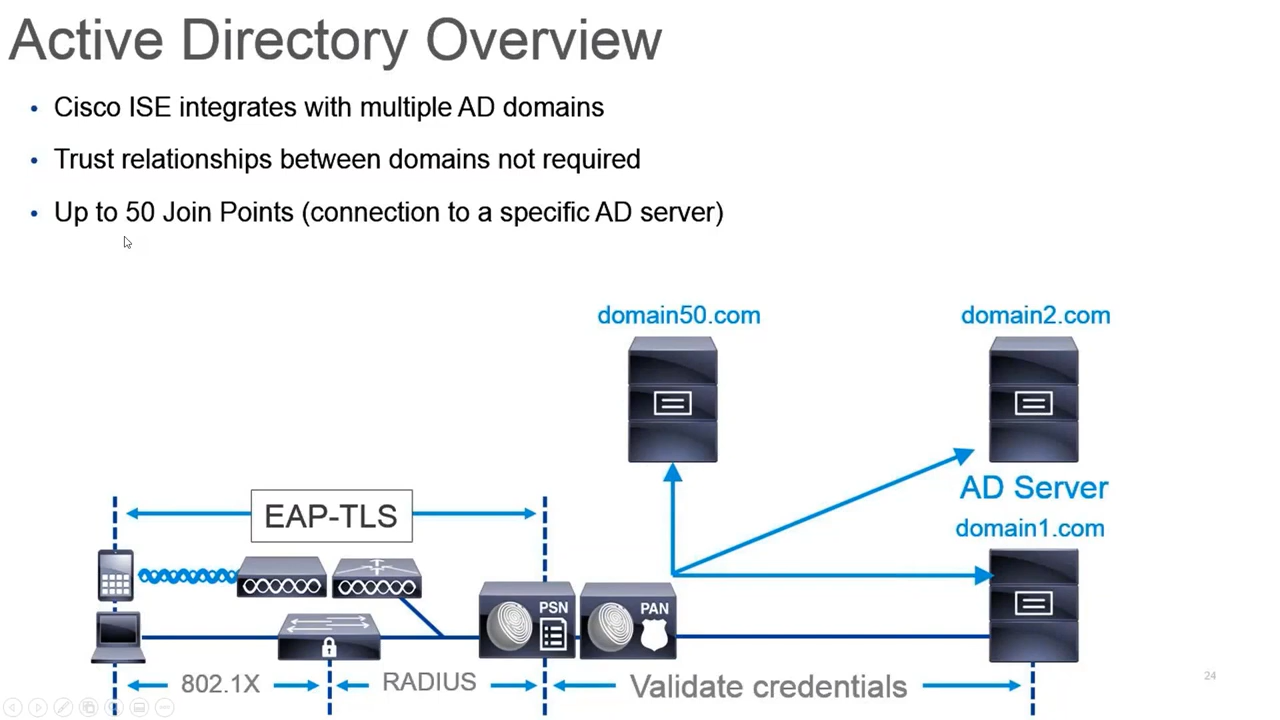 Active Directory Overview
• Cisco ISE integrates with multiple AD domains
• Trust relationships between domains not required
• Up to 50 Join Points (connection to a specific AD server)
domain50.com
domain2.com
AD Server
domain1.com
EAP-TLS
PSN
PAN
802.1X
RADIUS
Validate credentials
24